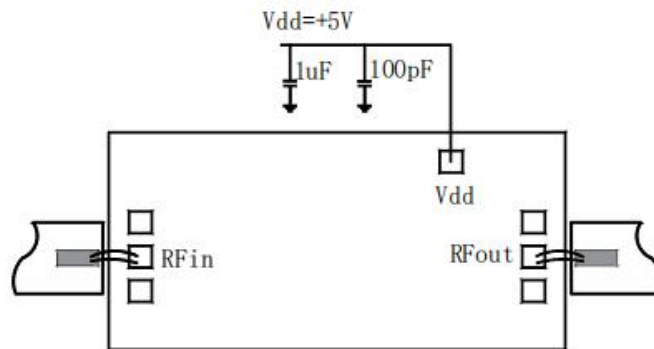 Vdd=+5V
1uF
100pF
Vdd
RFin
RFout